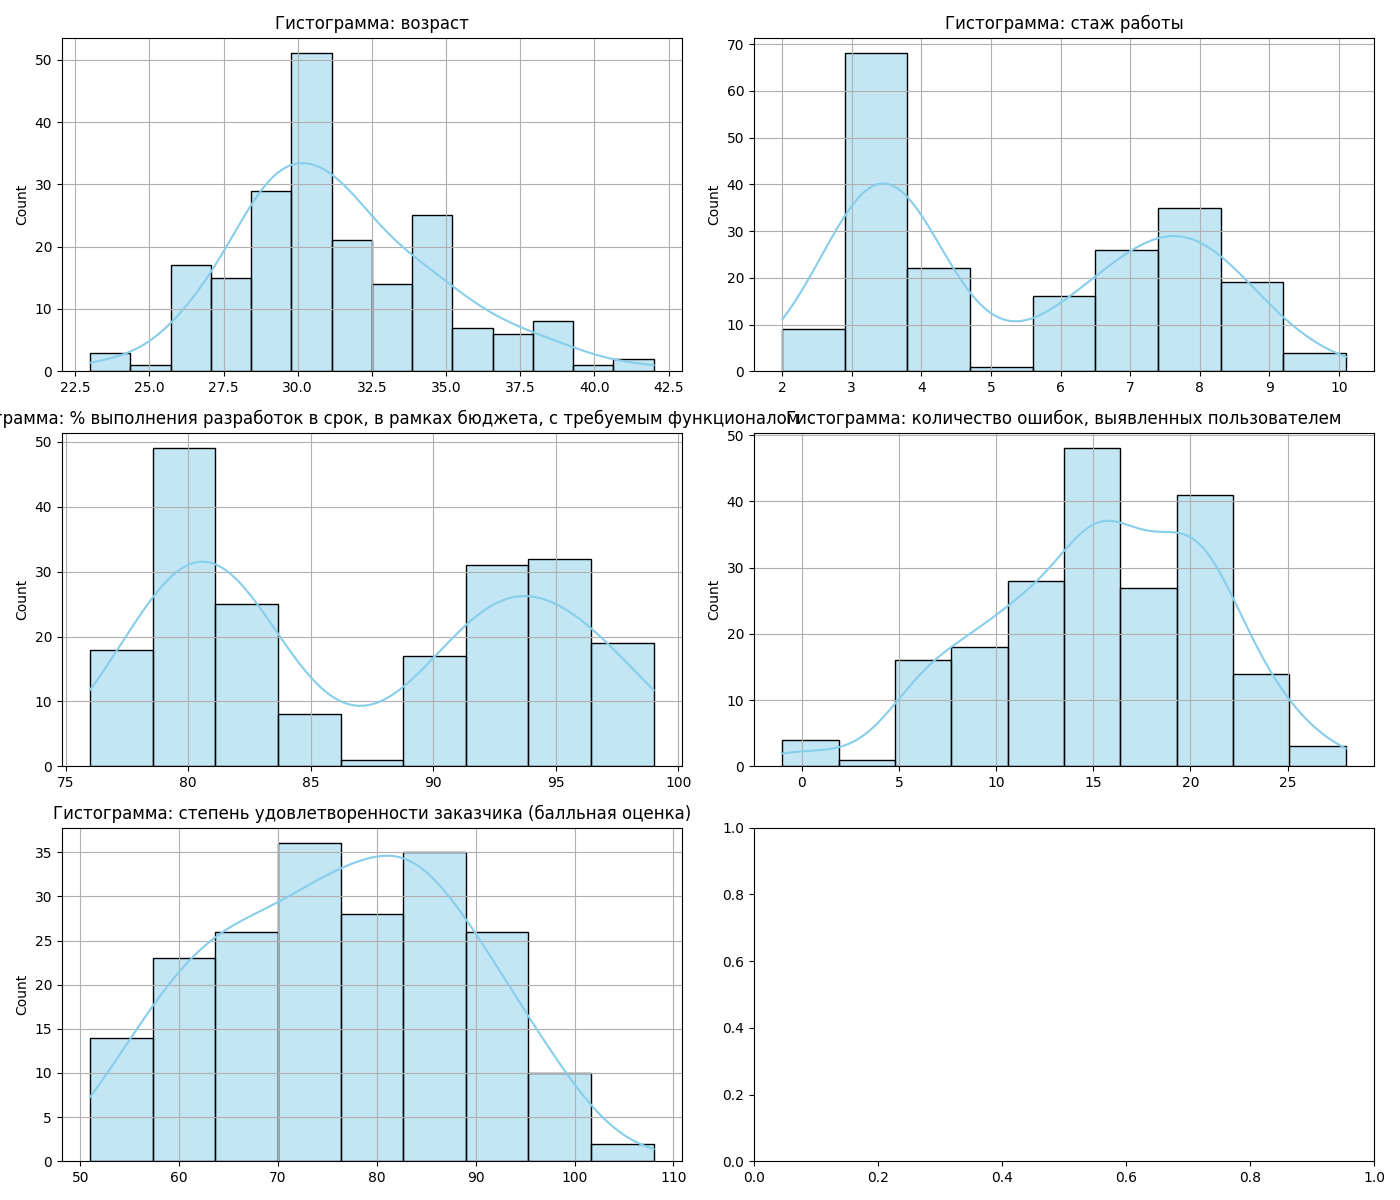 Гистограмма: возраст
Count
50
40
30
20
10
0
22.5 25.0 27.5 30.0 32.5 35.0 37.5 40.0 42.5
Гистограмма: стаж работы
Count
70
60
50
40
30
20
10
0
2 3 4 5 6 7 8 9 10
грамма: % выполнения разработок в срок, в рамках бюджета, с требуемым функционалом
Count
50
40
30
20
10
0
75 80 85 90 95 100
Гистограмма: количество ошибок, выявленных пользователем
Count
50
40
30
20
10
0
0 5 10 15 20 25
Гистограмма: степень удовлетворенности заказчика (балльная оценка)
Count
35
30
25
20
15
10
5
0
50 60 70 80 90 100 110
1.0
0.8
0.6
0.4
0.2
0.0
0.0 0.2 0.4 0.6 0.8 1.0